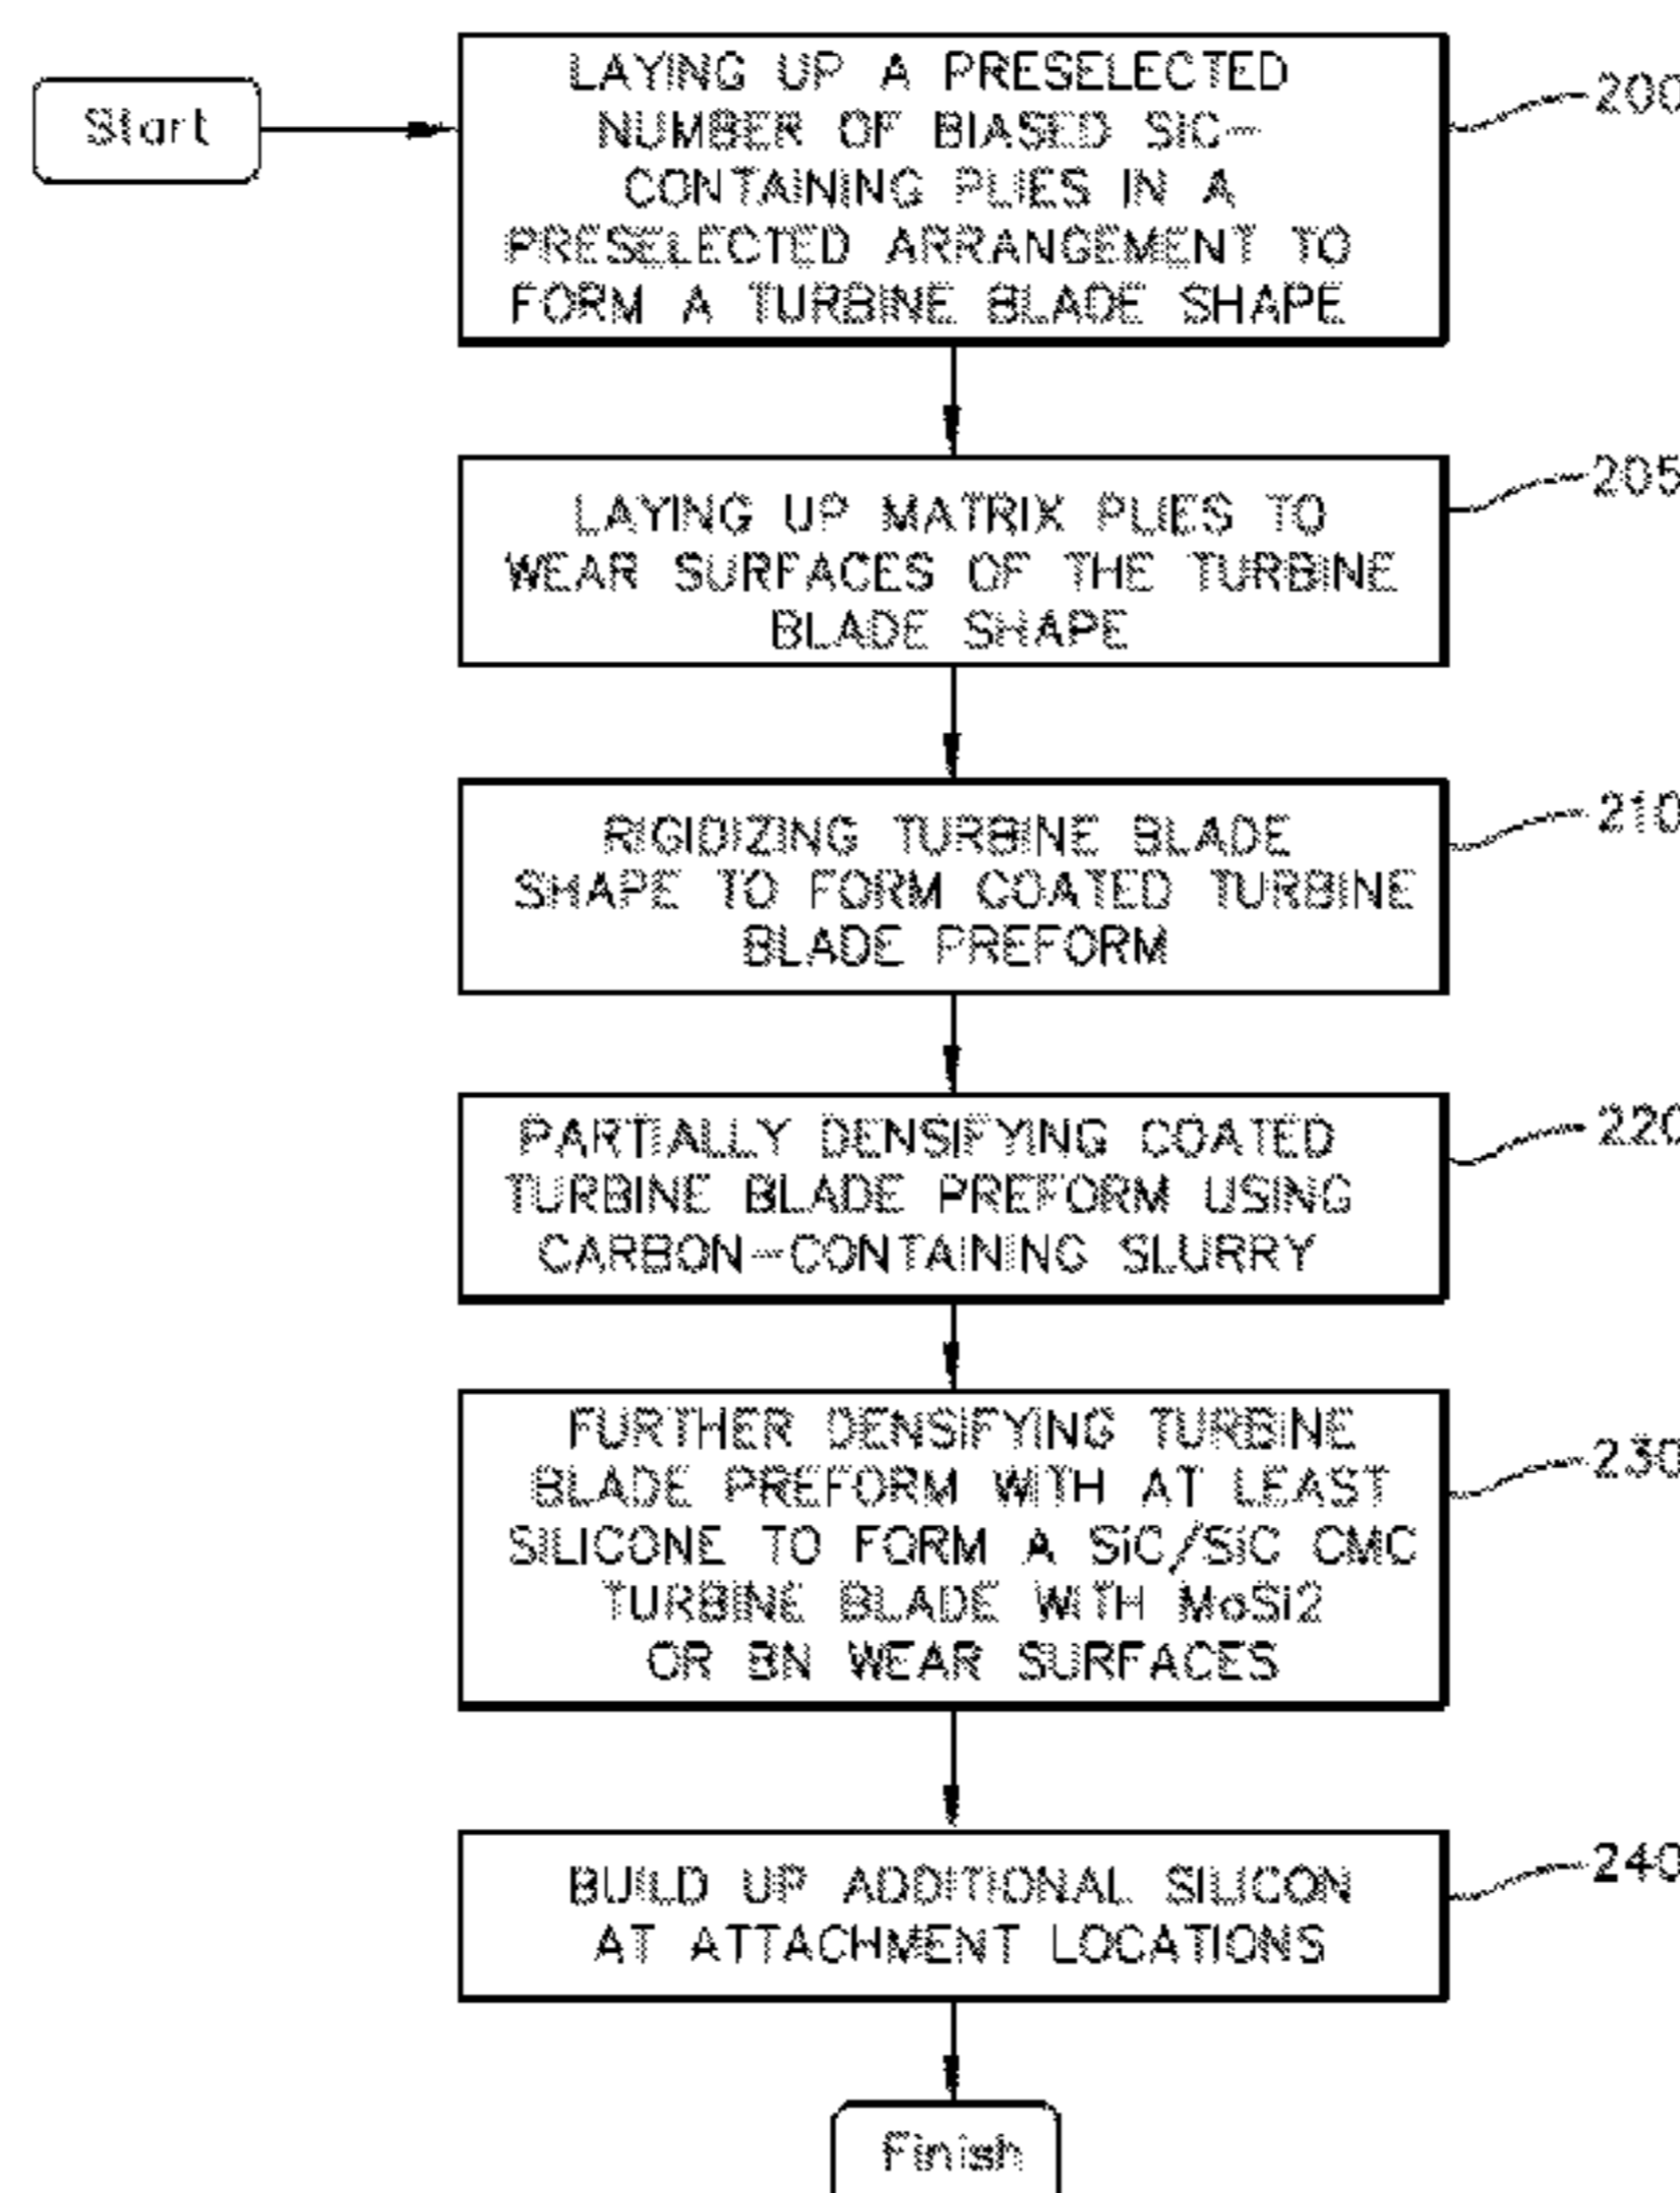 Start
LAYING UP A PRESELECTED
NUMBER OF BIASED SiC-
CONTAINING PLIES IN A
PRESELECTED ARRANGEMENT TO
FORM A TURBINE BLADE SHAPE
200
LAYING UP MATRIX PLIES TO
WEAR SURFACES OF THE TURBINE
BLADE SHAPE
205
RIGIDIZING TURBINE BLADE
SHAPE TO FORM COATED TURBINE
BLADE PREFORM
210
PARTIALLY DENSIFYING COATED
TURBINE BLADE PREFORM USING
CARBON-CONTAINING SLURRY
220
FURTHER DENSIFYING TURBINE
BLADE PREFORM WITH AT LEAST
SILICONE TO FORM A SiC/SiC CMC
TURBINE BLADE WITH MoSi2
OR BN WEAR SURFACES
230
BUILD UP ADDITIONAL SILICON
AT ATTACHMENT LOCATIONS
240
Finish